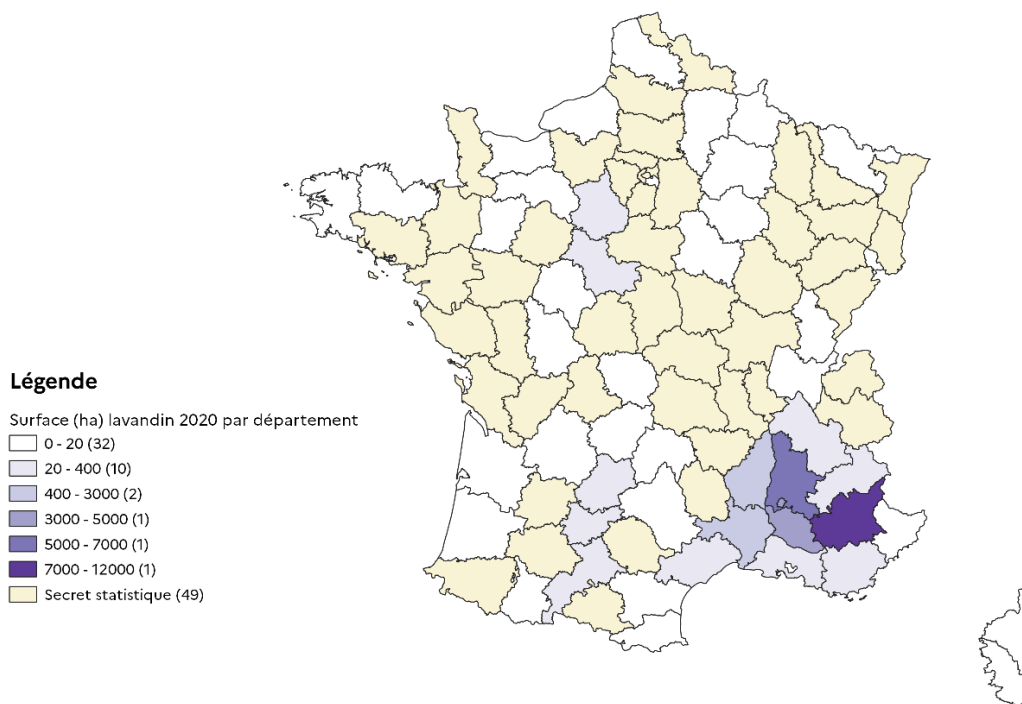 Légende
Surface (ha) lavandin 2020 par département
0 - 20 (32)
20 - 400 (10)
400 - 3000 (2)
3000 - 5000 (1)
5000 - 7000 (1)
7000 - 12000 (1)
Secret statistique (49)